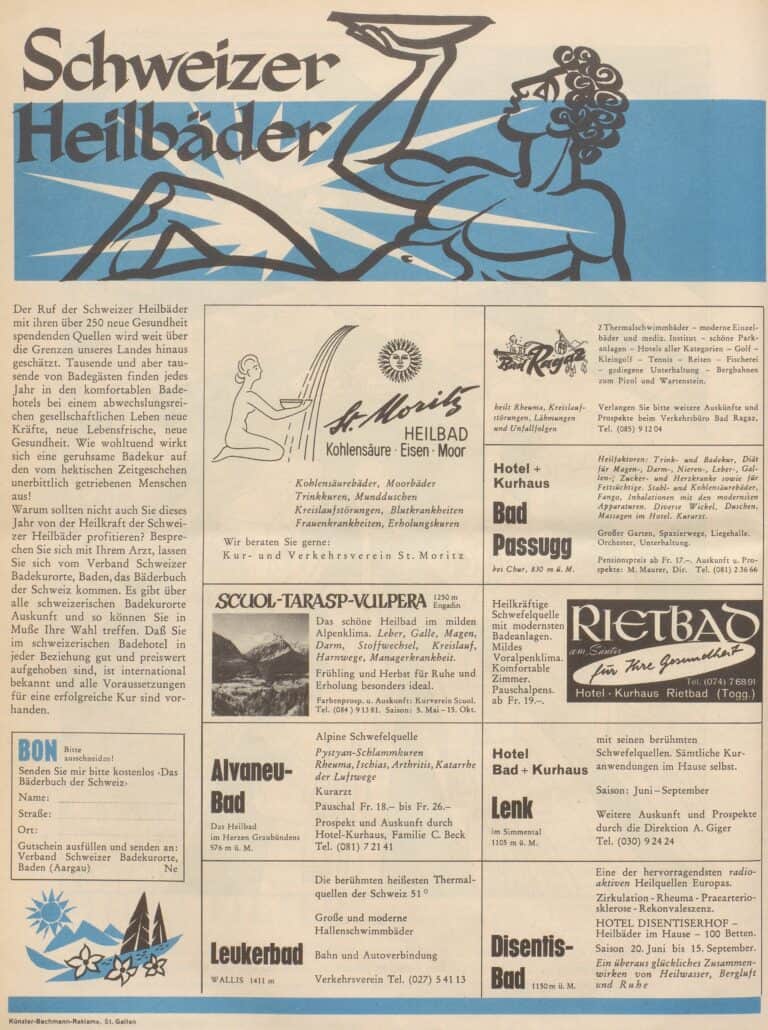 Schweizer
Heilbäder
Der Ruf der Schweizer Heilbäder
mit ihren über 250 neue Gesundheit
spendenden Quellen wird weit über
die Grenzen unseres Landes hinaus
geschätzt. Tausende und aber tau-
sende von Badegästen finden jedes
Jahr in den komfortablen Bade-
hotels bei einem abwechslungsrei-
chen gesellschaftlichen Leben neue
Kräfte, neue Lebensfrische, neue
Gesundheit. Wie wohltuend wirkt
sich eine geruhsame Badekur auf
den vom hektischen Zeitgeschehen
unerbittlich getriebenen Menschen
aus!
Warum sollten nicht auch Sie dieses
Jahr von der Heilkraft der Schwei-
zer Heilbäder profitieren? Bespre-
chen Sie sich mit Ihrem Arzt, lassen
Sie sich vom Verband Schweizer
Badekurorte, Baden, das Bäderbuch
der Schweiz kommen. Es gibt über
alle schweizerischen Badekurorte
Auskunft und so können Sie in
Muße Ihre Wahl treffen. Daß Sie
im schweizerischen Badehotel in
jeder Beziehung gut und preiswert
aufgehoben sind, ist international
bekannt und alle Voraussetzungen
für eine erfolgreiche Kur sind vor-
handen.
BON Bitte
ausschneiden!
Senden Sie mir bitte kostenlos ‹Das
Bäderbuch der Schweiz›
Name:
Straße:
Ort:
Gutschein ausfüllen und senden an:
Verband Schweizer Badekurorte,
Baden (Aargau) Ne
St. Moritz
HEILBAD
Kohlensäure · Eisen · Moor
Kohlensäurebäder, Moorbäder
Trinkkuren, Mundduschen
Kreislaufstörungen, Blutkrankheiten
Frauenkrankheiten, Erholungskuren
Wir beraten Sie gerne:
Kur- und Verkehrsverein St. Moritz
Bad Ragaz
heilt Rheuma, Kreislauf-
störungen, Lähmungen
und Unfallfolgen
2 Thermalschwimmbäder – moderne Einzel-
bäder und mediz. Institut – schöne Park-
anlagen – Hotels aller Kategorien – Golf –
Kleingolf – Tennis – Reiten – Fischerei
– gediegene Unterhaltung – Bergbahnen
zum Pizol und Wartenstein.
Verlangen Sie bitte weitere Auskünfte und
Prospekte beim Verkehrsbüro Bad Ragaz,
Tel. (085) 9 12 04
Hotel +
Kurhaus
Bad
Passugg
bei Chur, 830 m ü. M.
Heilfaktoren: Trink- und Badekur, Diät
für Magen-, Darm-, Nieren-, Leber-, Gal-
len-; Zucker- und Herzkranke sowie für
Fettsüchtige. Stahl- und Kohlensäurebäder,
Fango, Inhalationen mit den modernsten
Apparaturen. Diverse Wickel, Duschen,
Massagen im Hotel. Kurarzt.
Großer Garten, Spazierwege, Liegehalle.
Orchester, Unterhaltung.
Pensionspreis ab Fr. 17.–. Auskunft u. Pro-
spekte: M. Maurer, Dir. Tel. (081) 2 36 66
SCUOL-TARASP-VULPERA 1250 m
Engadin
Das schöne Heilbad im milden
Alpenklima. Leber, Galle, Magen,
Darm, Stoffwechsel, Kreislauf,
Harnwege, Managerkrankheit.
Frühling und Herbst für Ruhe und
Erholung besonders ideal.
Farbenprosp. u. Auskunft: Kurverein Scuol.
Tel. (084) 9 13 81. Saison: 3. Mai – 15. Okt.
Heilkräftige
Schwefelquelle
mit modernsten
Badeanlagen.
Mildes
Voralpenklima.
Komfortable
Zimmer.
Pauschalpens.
ab Fr. 19.–.
RIETBAD
am Säntis
für Ihre Gesundheit
Tel. (074) 7 68 91
Hotel · Kurhaus Rietbad (Togg.)
Alvaneu-
Bad
Das Heilbad
im Herzen Graubündens
976 m ü. M.
Alpine Schwefelquelle
Pystyan-Schlammkuren
Rheuma, Ischias, Arthritis, Katarrhe
der Luftwege
Kurarzt
Pauschal Fr. 18.– bis Fr. 26.–
Prospekt und Auskunft durch
Hotel-Kurhaus, Familie C. Beck
Tel. (081) 7 21 41
Hotel
Bad + Kurhaus
Lenk
im Simmental
1105 m ü. M.
mit seinen berühmten
Schwefelquellen. Sämtliche Kur-
anwendungen im Hause selbst.
Saison: Juni – September
Weitere Auskunft und Prospekte
durch die Direktion A. Giger
Tel. (030) 9 24 24
Leukerbad
WALLIS 1411 m
Die berühmten heißesten Thermal-
quellen der Schweiz 51°
Große und moderne
Hallenschwimmbäder
Bahn und Autoverbindung
Verkehrsverein Tel. (027) 5 41 13
Disentis-
Bad 1150 m ü. M.
Eine der hervorragendsten radio-
aktiven Heilquellen Europas.
Zirkulation - Rheuma - Praearterio-
sklerose - Rekonvaleszenz.
HOTEL DISENTISERHOF –
Heilbäder im Hause – 100 Betten.
Saison 20. Juni bis 15. September.
Ein überaus glückliches Zusammen-
wirken von Heilwasser, Bergluft
und Ruhe
Künzler-Bachmann-Reklame, St. Gallen